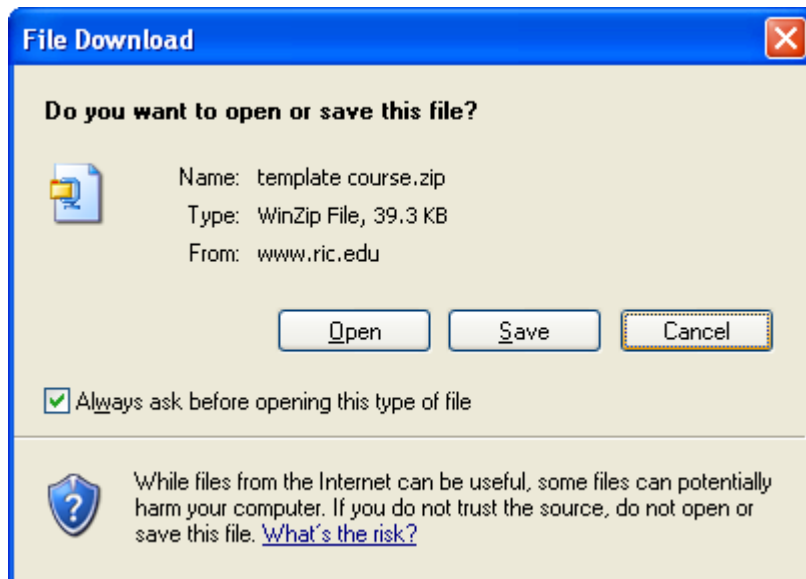 File Download
Do you want to open or save this file?
Name: template course.zip
Type: WinZip File, 39.3 KB
From: www.ric.edu
Open Save Cancel
Always ask before opening this type of file
While files from the Internet can be useful, some files can potentially
harm your computer. If you do not trust the source, do not open or
save this file. What's the risk?